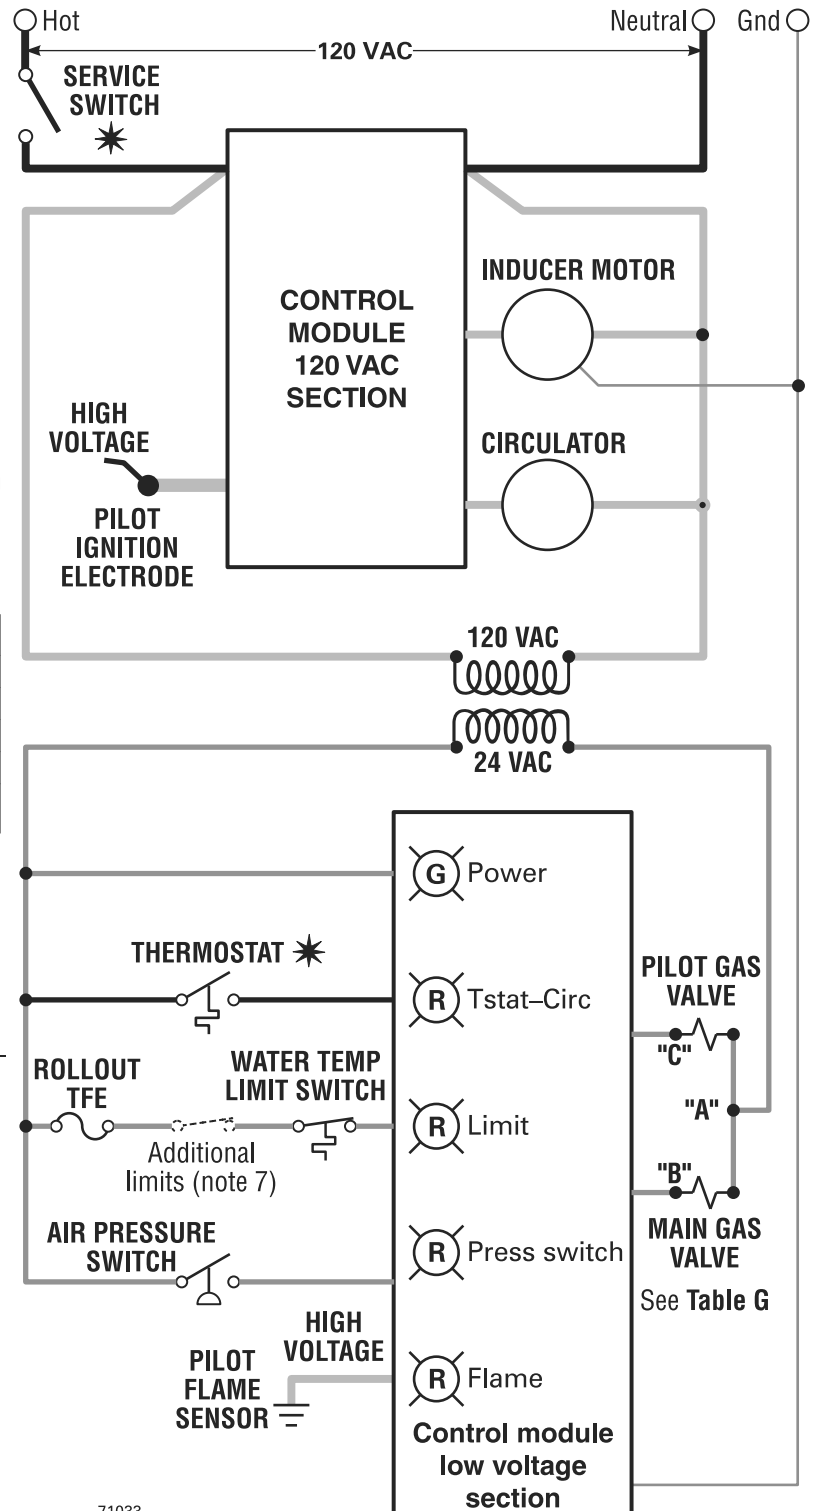 Hot
Neutral
Gnd
120 VAC
SERVICE
SWITCH
CONTROL
MODULE
120 VAC
SECTION
INDUCER MOTOR
HIGH
VOLTAGE
PILOT
IGNITION
ELECTRODE
CIRCULATOR
120 VAC
24 VAC
G Power
THERMOSTAT
R Tstat–Circ
PILOT GAS
VALVE
"C"
ROLLOUT
TFE
WATER TEMP
LIMIT SWITCH
R Limit
"A"
Additional
limits (note 7)
"B"
MAIN GAS
VALVE
See Table G
AIR PRESSURE
SWITCH
R Press switch
HIGH
VOLTAGE
PILOT
FLAME
SENSOR
R Flame
Control module
low voltage
section